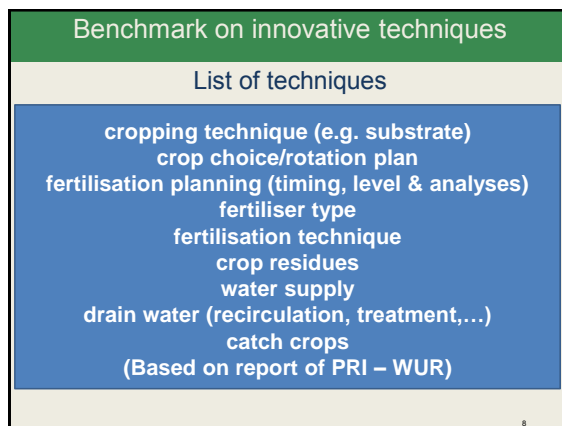 Benchmark on innovative techniques
List of techniques
cropping technique (e.g. substrate)
crop choice/rotation plan
fertilisation planning (timing, level & analyses)
fertiliser type
fertilisation technique
crop residues
water supply
drain water (recirculation, treatment,…)
catch crops
(Based on report of PRI – WUR)
8